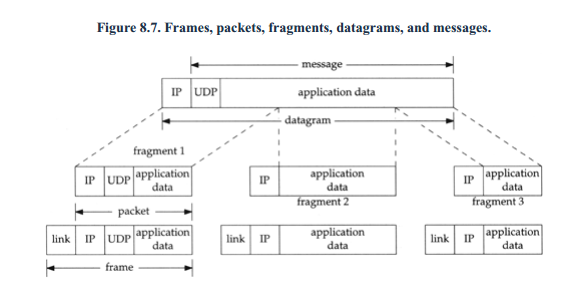 Figure 8.7. Frames, packets, fragments, datagrams, and messages.
message
IP UDP application data
datagram
fragment 1
IP UDP application data
IP application data
IP application data
fragment 2
fragment 3
packet
link IP UDP application data
link IP application data
link IP application data
frame